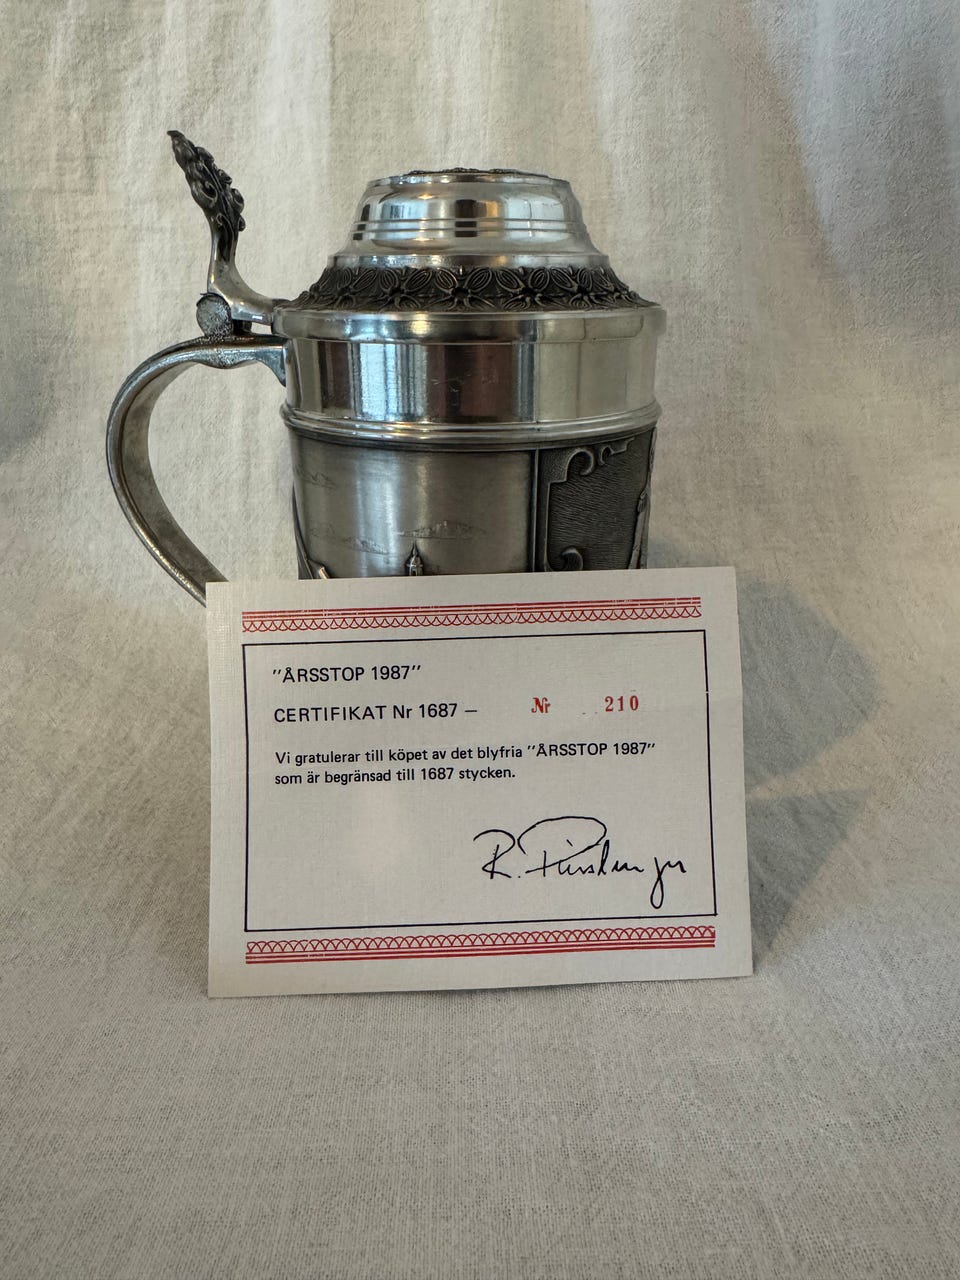 "ÅRSSTOP 1987"
CERTIFIKAT Nr 1687 — Nr 210
Vi gratulerar till köpet av det blyfria "ÅRSSTOP 1987"
som är begränsad till 1687 stycken.